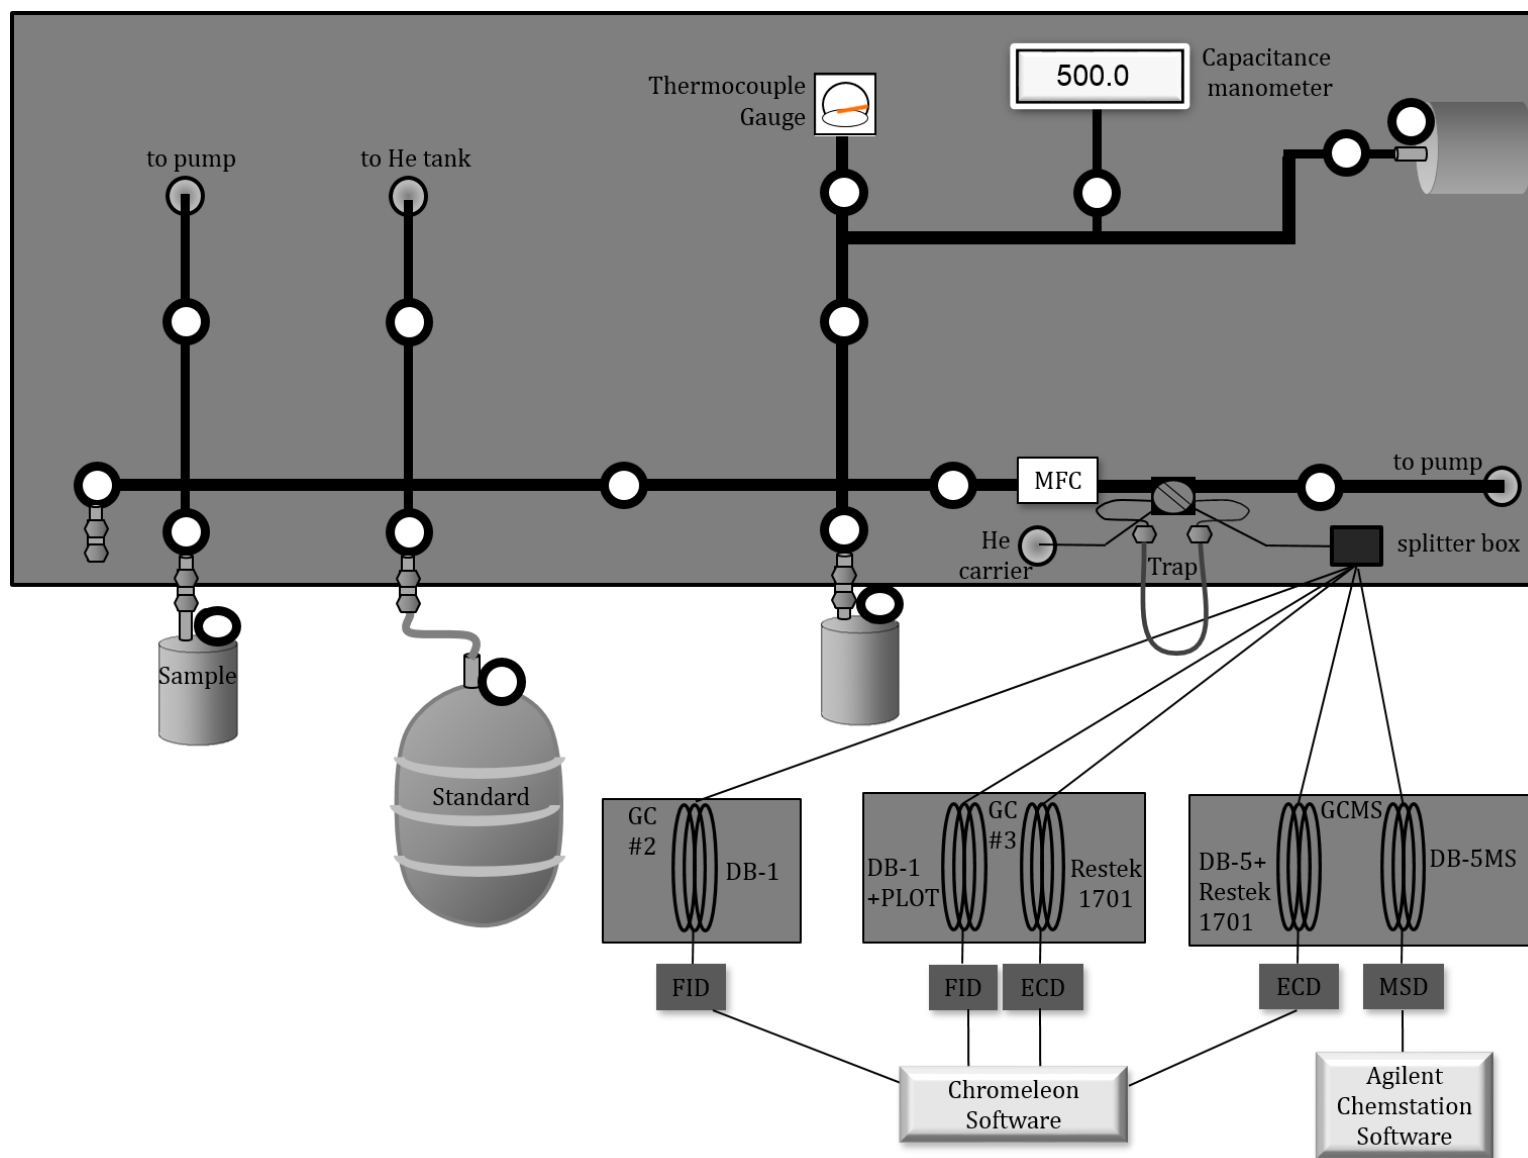 Thermocouple
Gauge
500.0
Capacitance
manometer
to pump
to He tank
MFC
to pump
He
carrier
Trap
splitter box
Sample
Standard
GC
#2
DB-1
DB-1
+PLOT
GC
#3
Restek
1701
GCMS
DB-5+
Restek
1701
DB-5MS
FID
FID
ECD
ECD
MSD
Chromeleon
Software
Agilent
Chemstation
Software